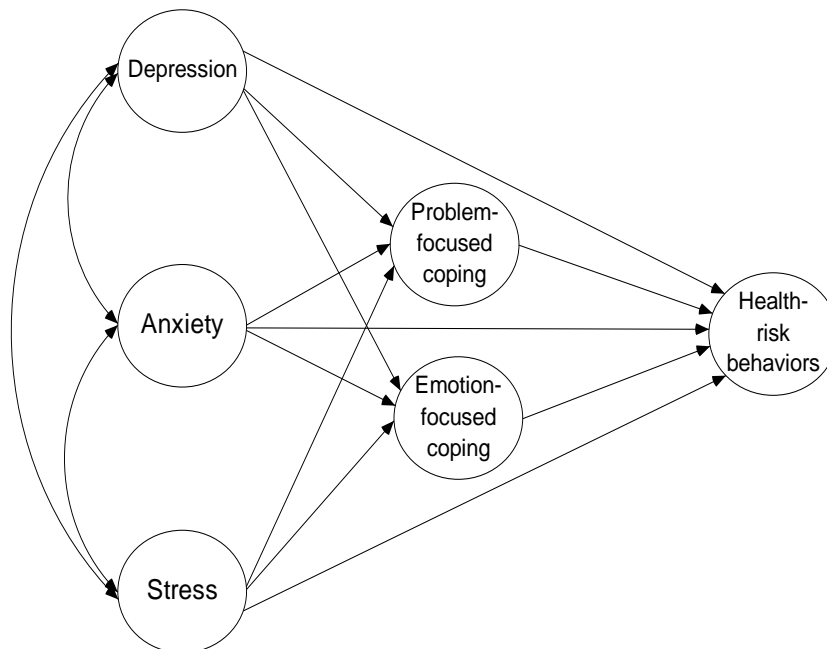 Depression
Problem-
focused
coping
Anxiety
Health-
risk
behaviors
Emotion-
focused
coping
Stress